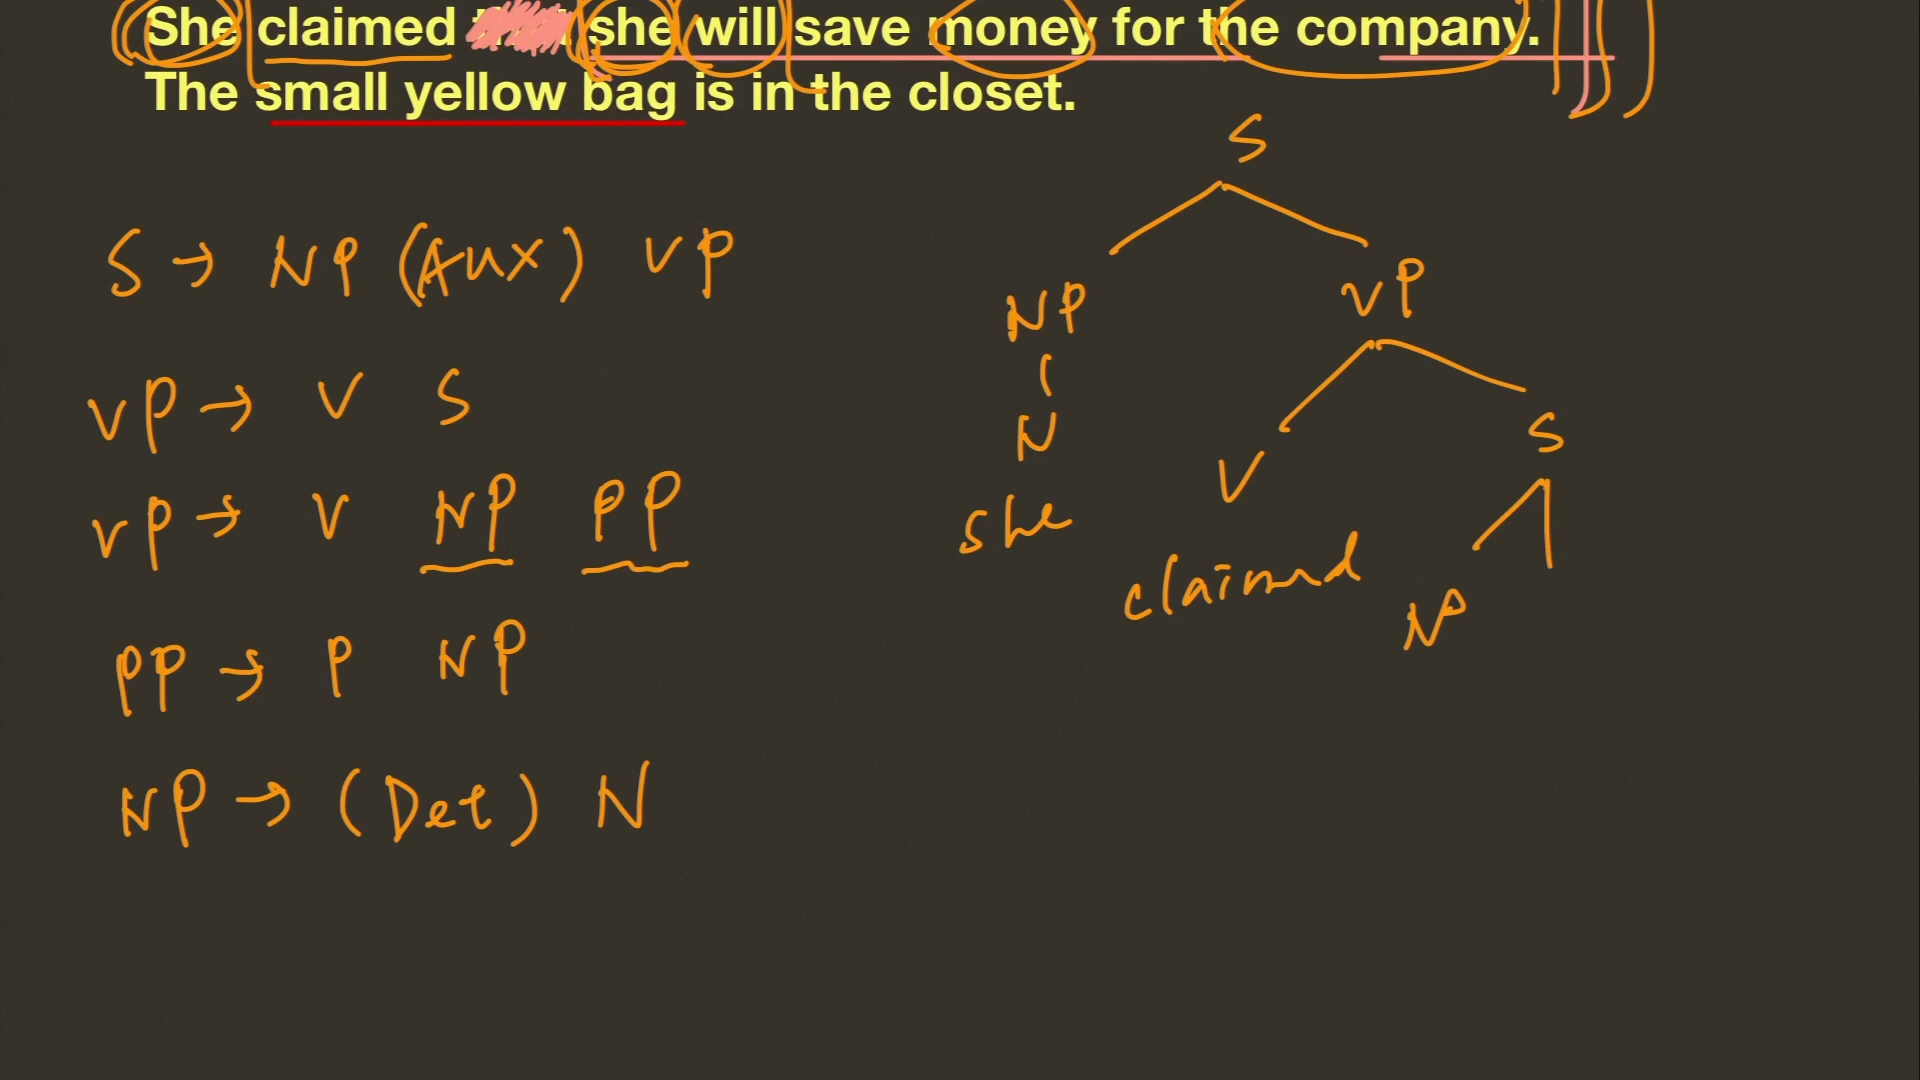 She claimed she will save money for the company.
The small yellow bag is in the closet.
S → NP (Aux) VP
VP → V S
VP → V NP PP
PP → P NP
NP → (Det) N
S
NP VP
N V S
she claimed NP